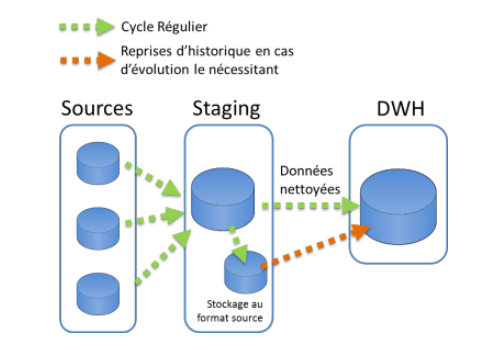 Cycle Régulier
Reprises d'historique en cas
d'évolution le nécessitant
Sources
Staging
DWH
Données
nettoyées
Stockage au
format source